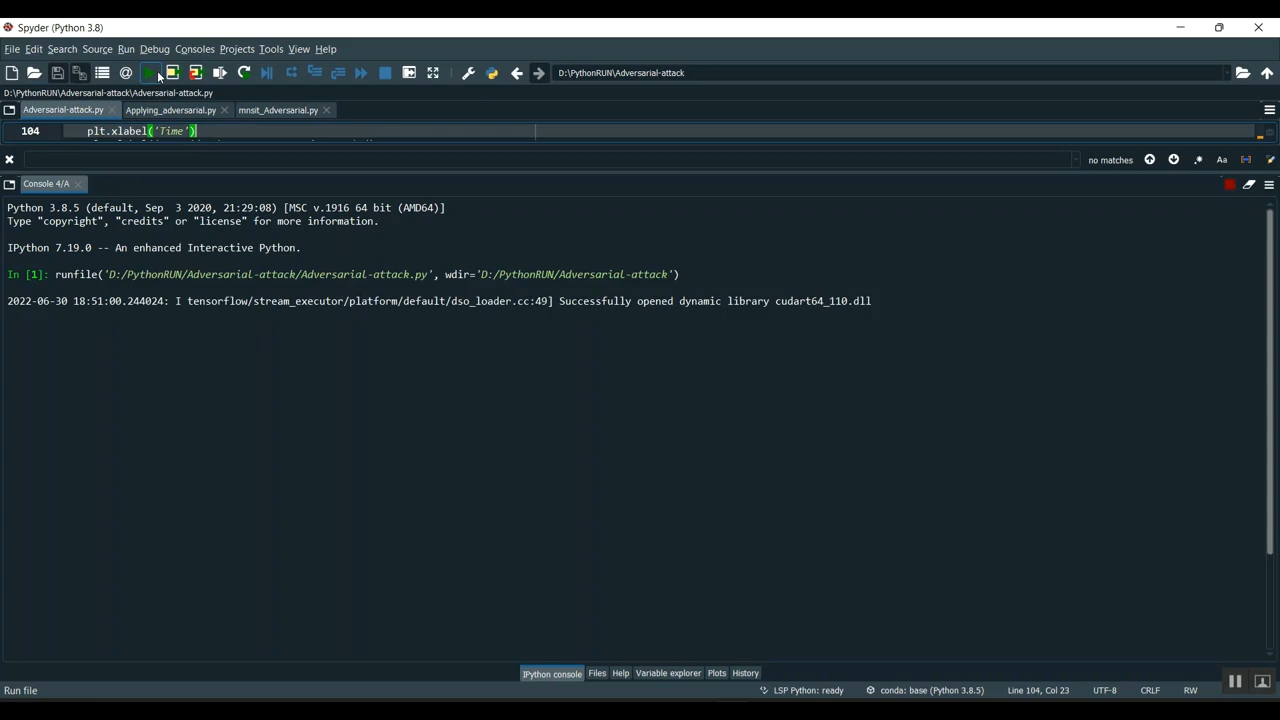 Spyder (Python 3.8)
File Edit Search Source Run Debug Consoles Projects Tools View Help
D:\PythonRUN\Adversarial-attack
D:\PythonRUN\Adversarial-attack\Adversarial-attack.py
Adversarial-attack.py Applying_adversarial.py mnsit_Adversarial.py
104 plt.xlabel('Time')
no matches .* Aa
Console 4/A
Python 3.8.5 (default, Sep 3 2020, 21:29:08) [MSC v.1916 64 bit (AMD64)]
Type "copyright", "credits" or "license" for more information.
IPython 7.19.0 -- An enhanced Interactive Python.
In [1]: runfile('D:/PythonRUN/Adversarial-attack/Adversarial-attack.py', wdir='D:/PythonRUN/Adversarial-attack')
2022-06-30 18:51:00.244024: I tensorflow/stream_executor/platform/default/dso_loader.cc:49] Successfully opened dynamic library cudart64_110.dll
IPython console Files Help Variable explorer Plots History
Run file LSP Python: ready conda: base (Python 3.8.5) Line 104, Col 23 UTF-8 CRLF RW